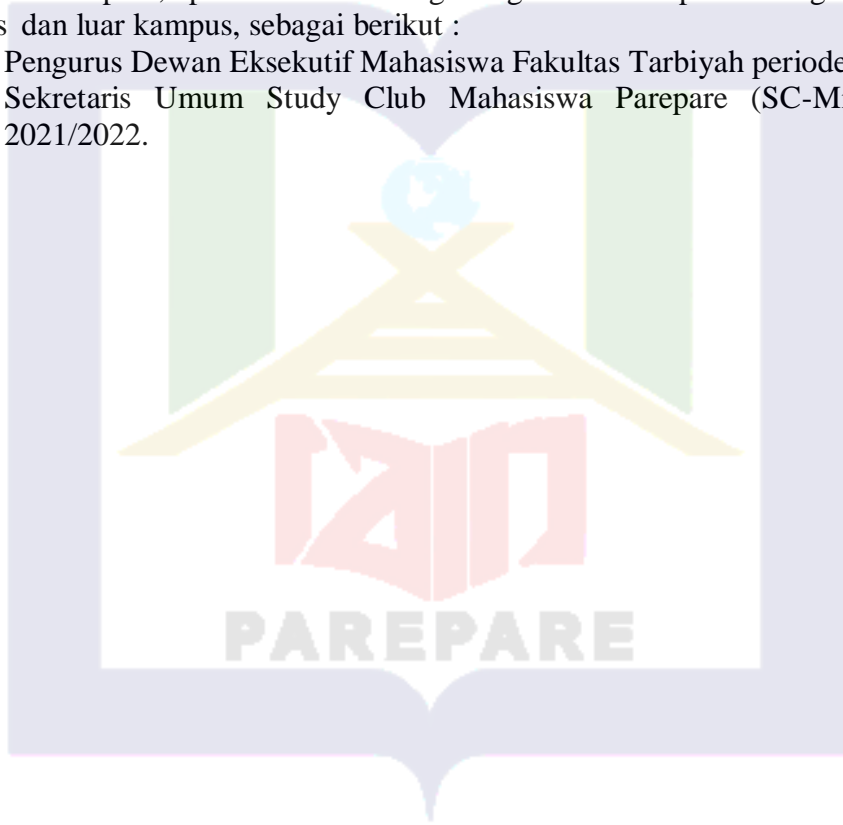 dan luar kampus, sebagai berikut :
Pengurus Dewan Eksekutif Mahasiswa Fakultas Tarbiyah periode
Sekretaris Umum Study Club Mahasiswa Parepare
2021/2022.
iain
PAREPARE